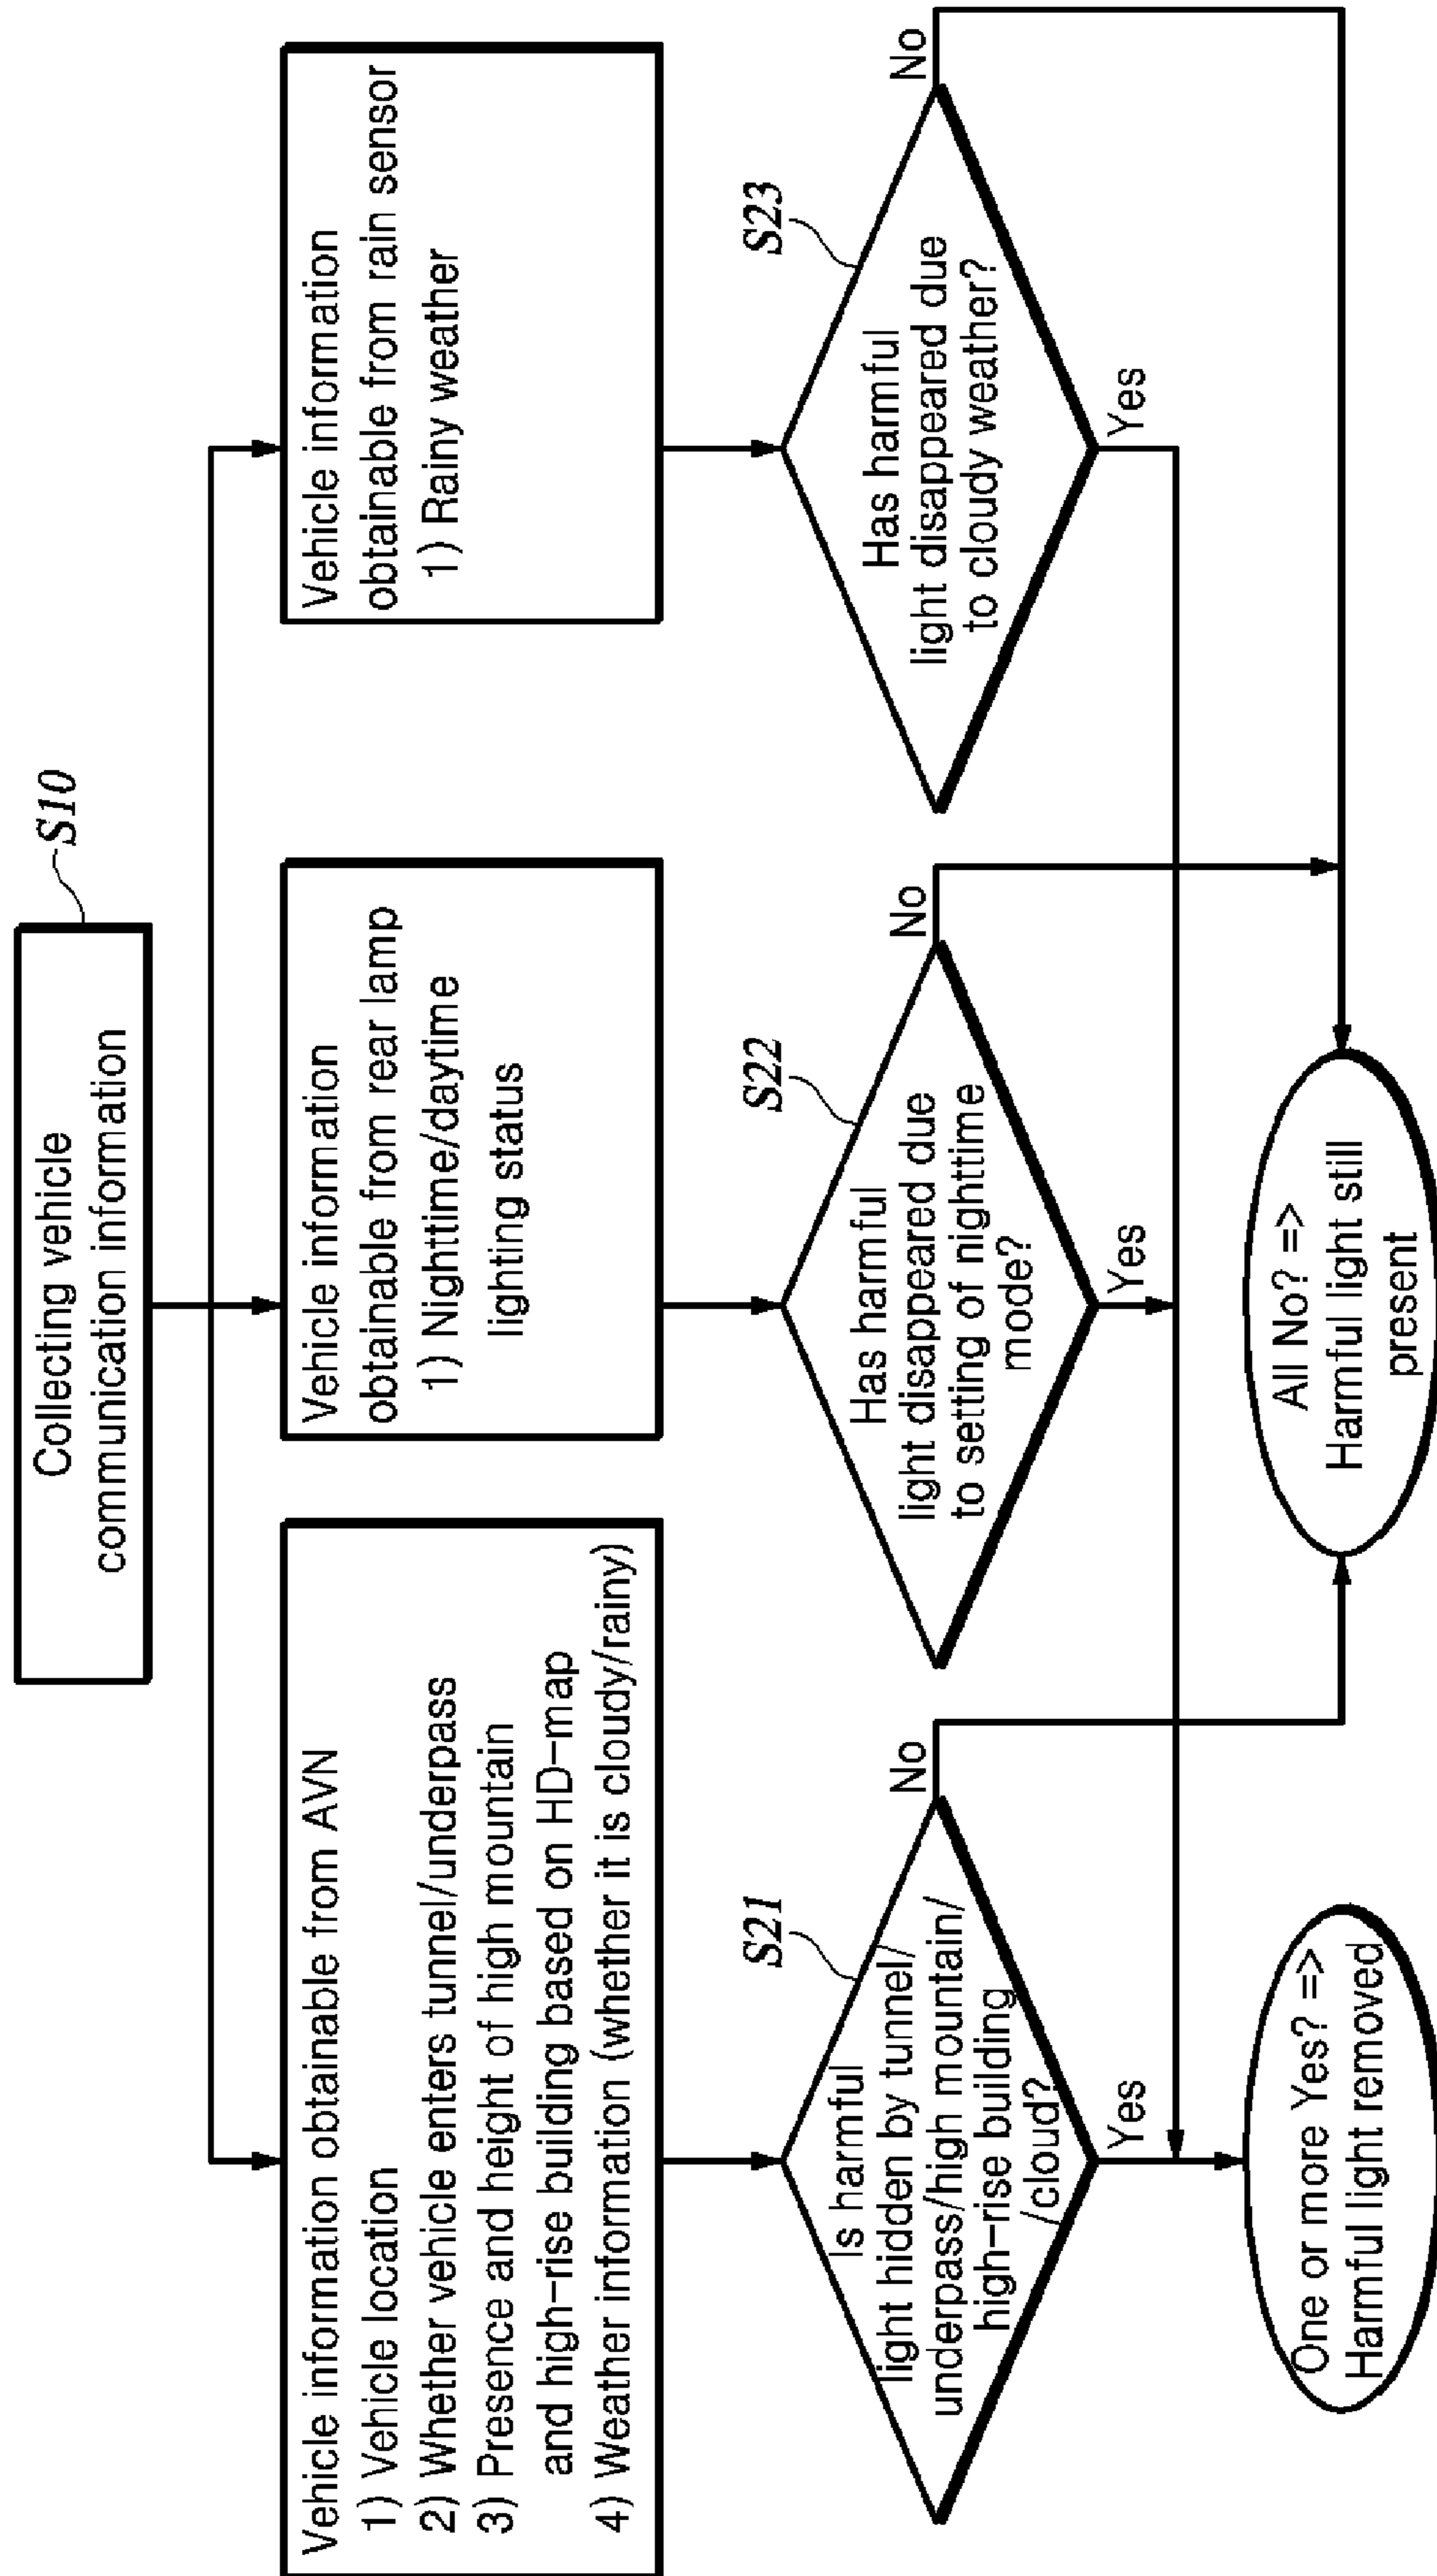 Collecting vehicle
communication information
S10
Vehicle information obtainable from AVN
1) Vehicle location
2) Whether vehicle enters tunnel/underpass
3) Presence and height of high mountain
and high-rise building based on HD-map
4) Weather information (whether it is cloudy/rainy)
Vehicle information
obtainable from rear lamp
1) Nighttime/daytime
lighting status
Vehicle information
obtainable from rain sensor
1) Rainy weather
S21
Is harmful
light hidden by tunnel/
underpass/high mountain/
high-rise building
/cloud?
No
Yes
S22
Has harmful
light disappeared due
to setting of nighttime
mode?
No
Yes
S23
Has harmful
light disappeared due
to cloudy weather?
No
Yes
One or more Yes? =>
Harmful light removed
All No? =>
Harmful light still
present